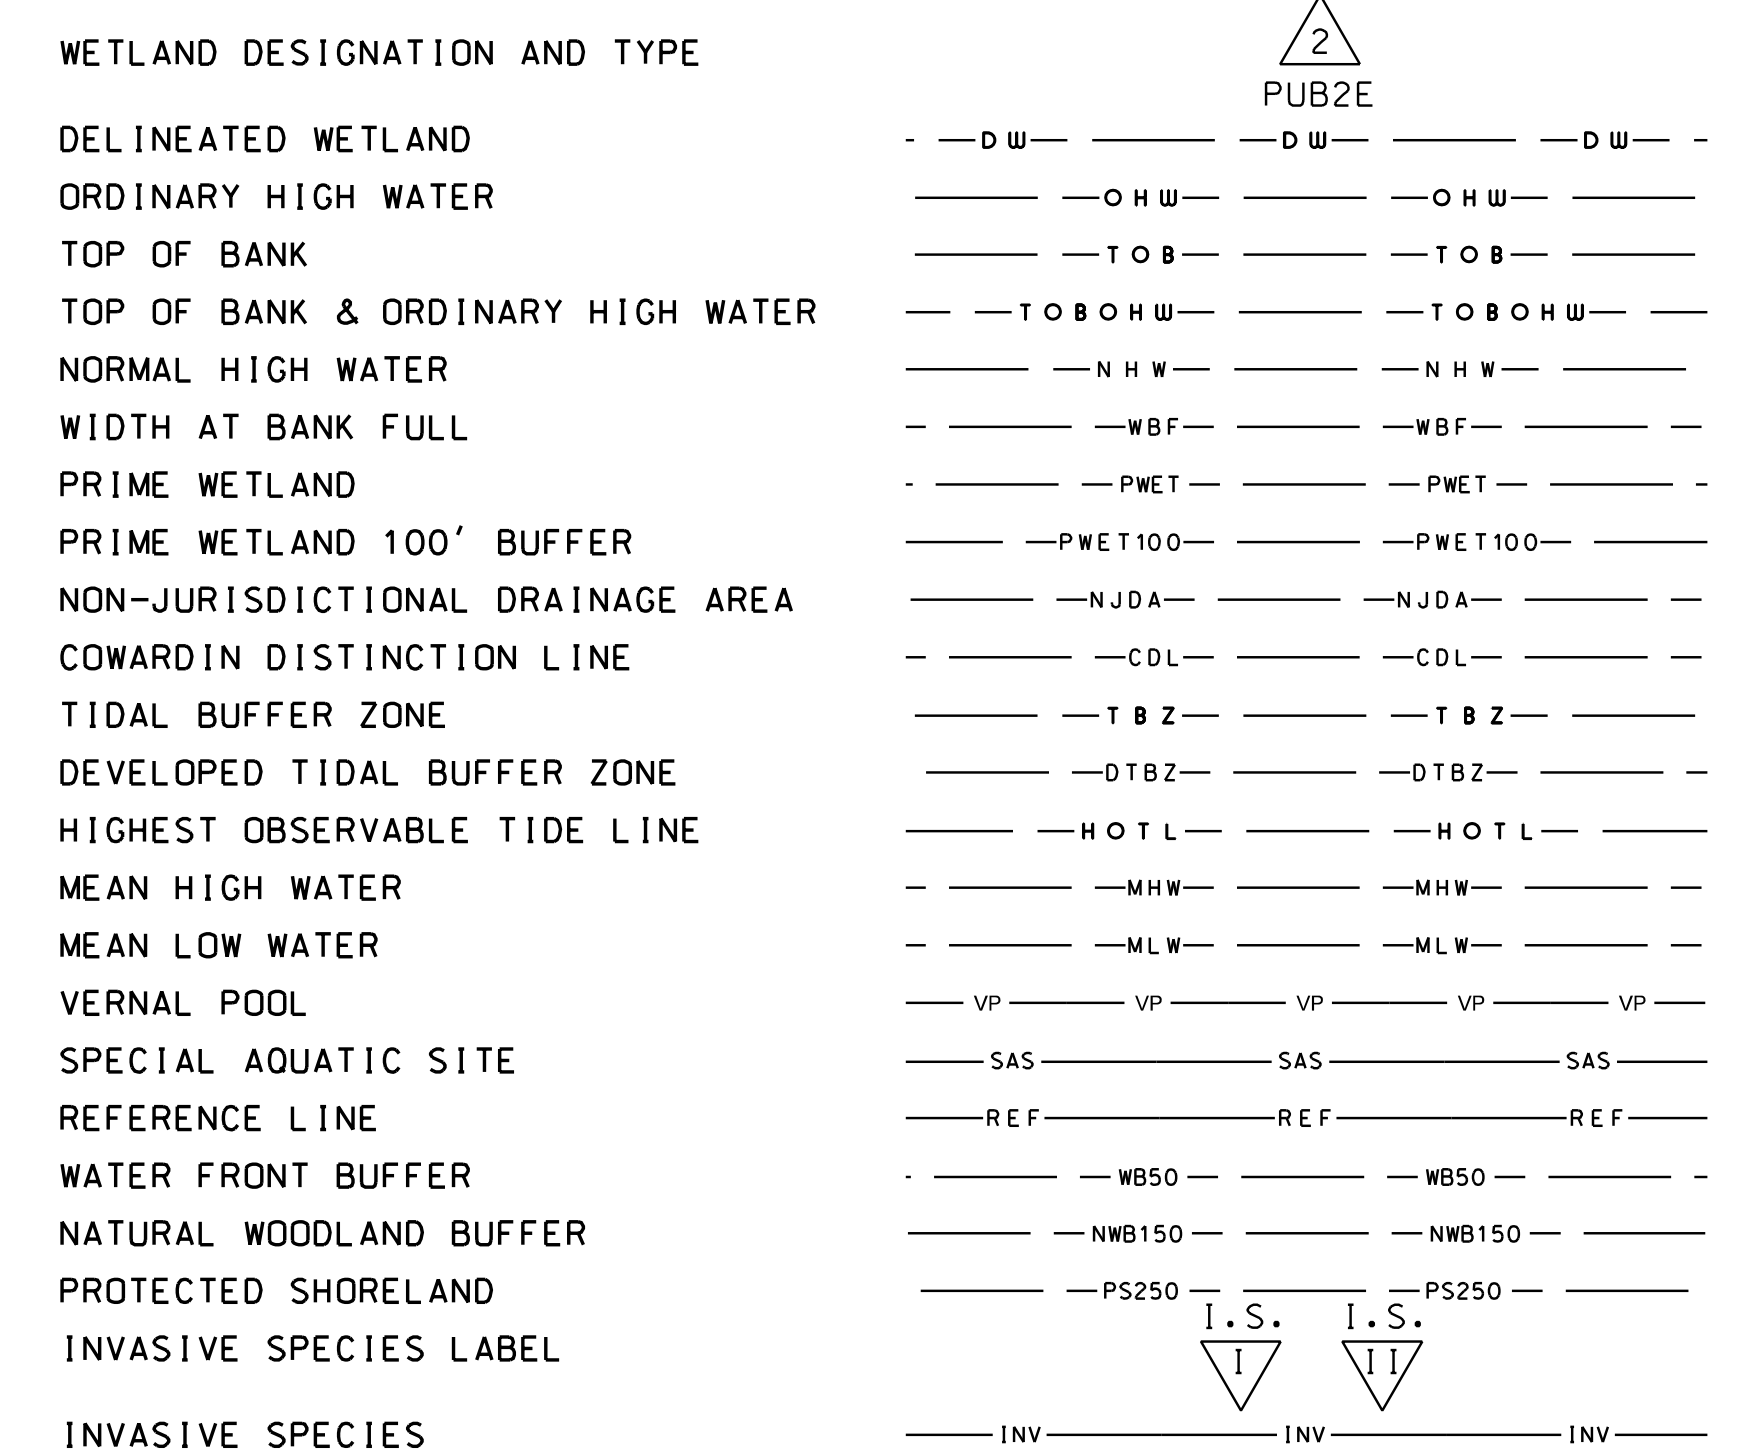 WETLAND DESIGNATION AND TYPE 2
PUB2E
DELINEATED WETLAND DW DW DW
ORDINARY HIGH WATER OHW OHW
TOP OF BANK TOB TOB
TOP OF BANK & ORDINARY HIGH WATER TOBOHW TOBOHW
NORMAL HIGH WATER NHW NHW
WIDTH AT BANK FULL WBF WBF
PRIME WETLAND PWET PWET
PRIME WETLAND 100' BUFFER PWET100 PWET100
NON-JURISDICTIONAL DRAINAGE AREA NJDA NJDA
COWARDIN DISTINCTION LINE CDL CDL
TIDAL BUFFER ZONE TBZ TBZ
DEVELOPED TIDAL BUFFER ZONE DTBZ DTBZ
HIGHEST OBSERVABLE TIDE LINE HOTL HOTL
MEAN HIGH WATER MHW MHW
MEAN LOW WATER MLW MLW
VERNAL POOL VP VP VP VP VP
SPECIAL AQUATIC SITE SAS SAS SAS
REFERENCE LINE REF REF REF
WATER FRONT BUFFER WB50 WB50
NATURAL WOODLAND BUFFER NWB150 NWB150
PROTECTED SHORELAND PS250 PS250
I.S. I.S.
INVASIVE SPECIES LABEL I II
INVASIVE SPECIES INV INV INV